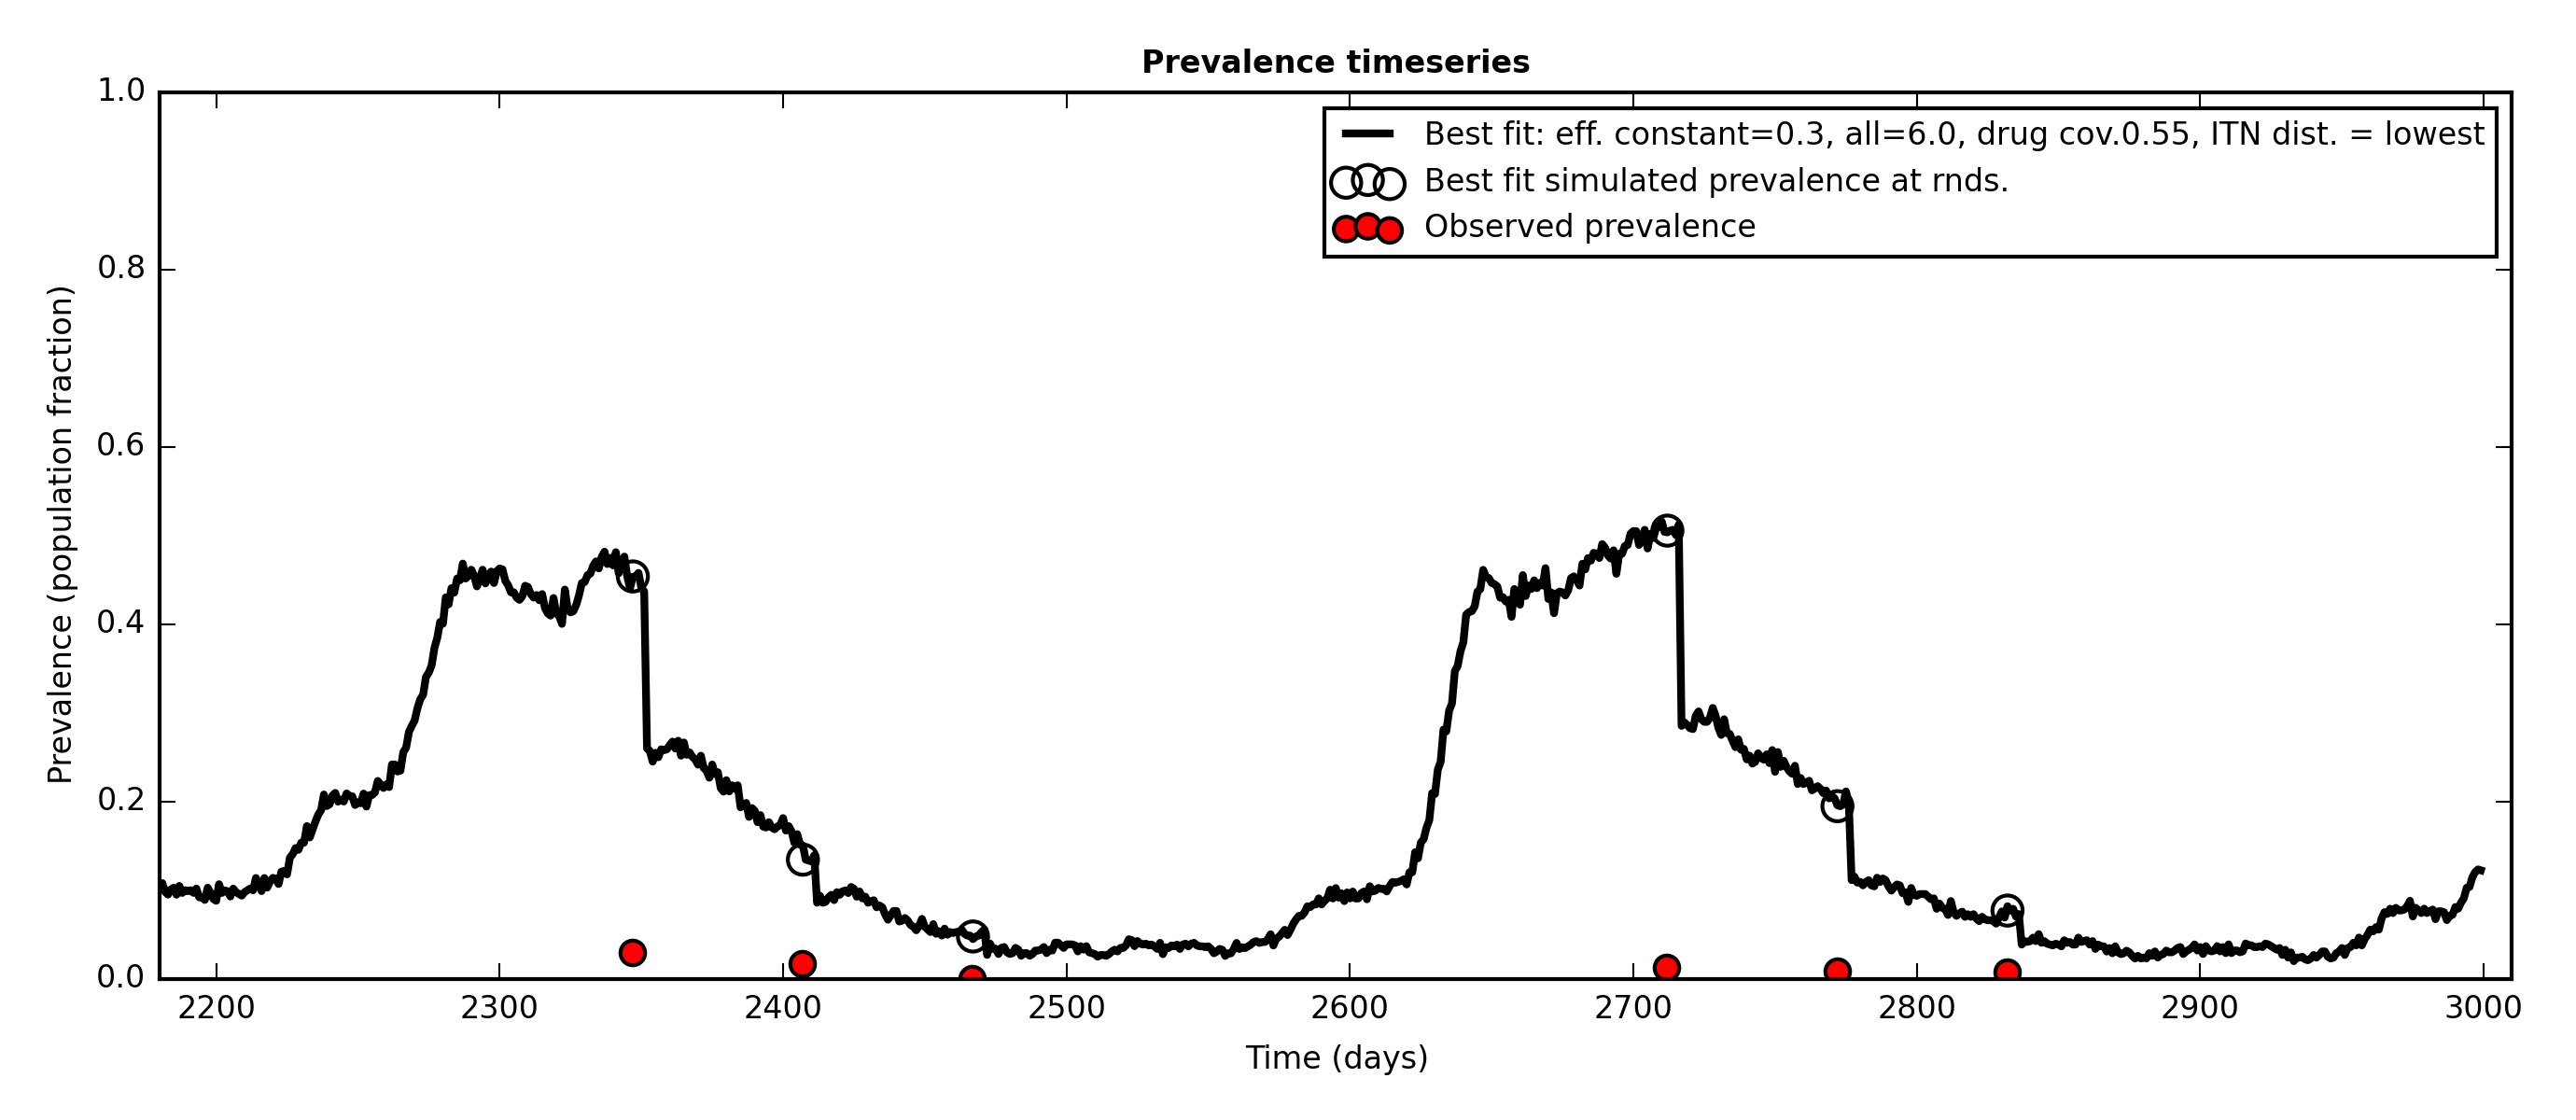 Prevalence timeseries
1.0
0.8
0.6
0.4
0.2
0.0
Prevalence (population fraction)
Best fit: eff. constant=0.3, all=6.0, drug cov.0.55, ITN dist. = lowest
Best fit simulated prevalence at rnds.
Observed prevalence
2200 2300 2400 2500 2600 2700 2800 2900 3000
Time (days)